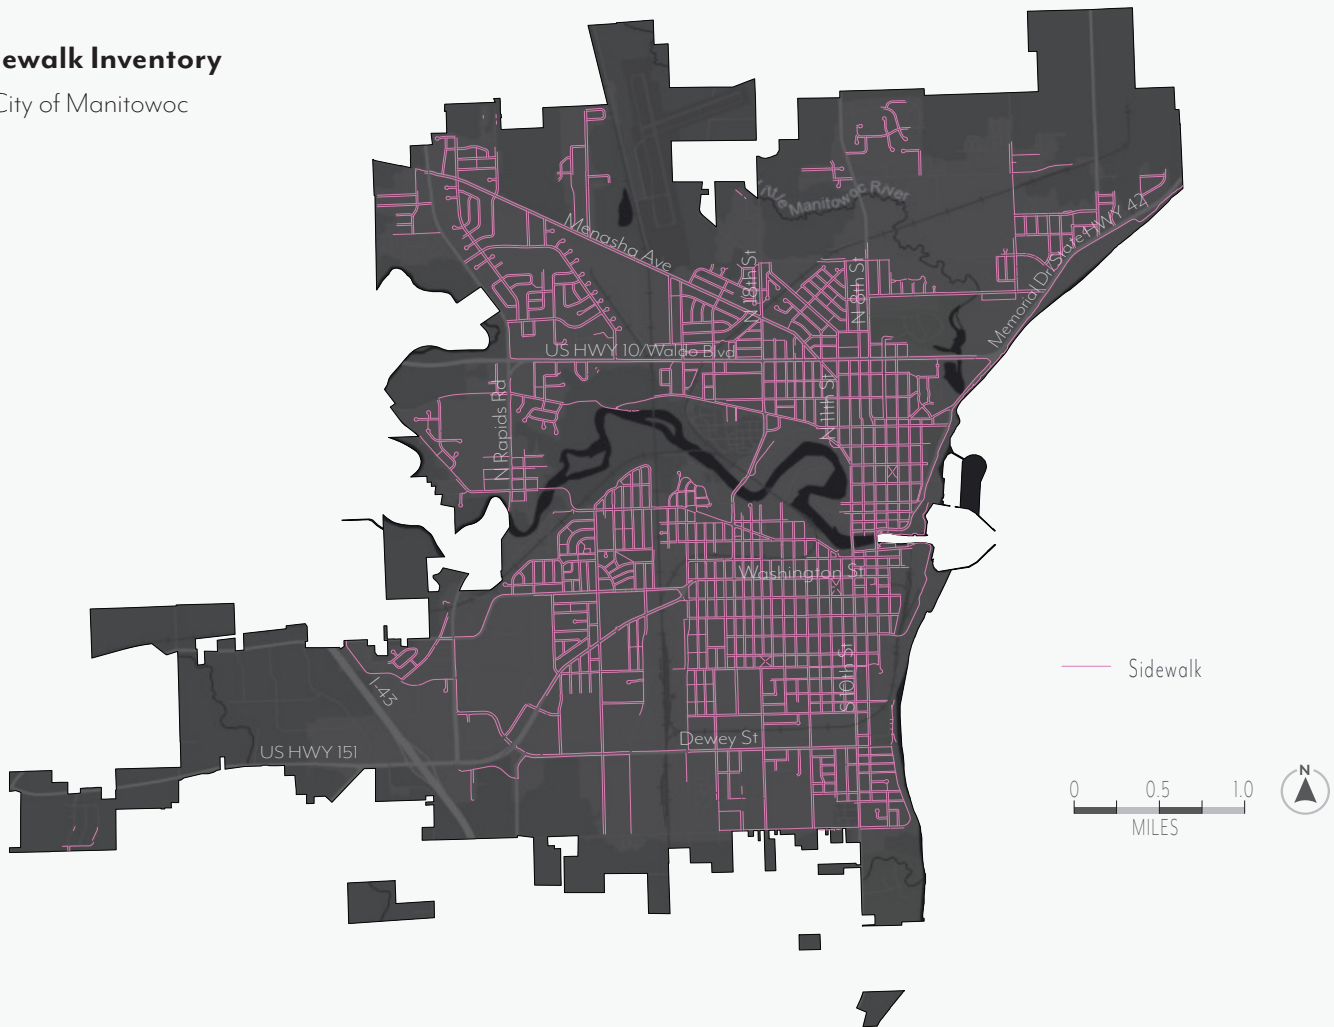 ewalk Inventory
City of Manitowoc
Little Manitowoc River
Menasha Ave
N 18th St
N 8th St
Memorial Dr/State HWY 42
US HWY 10/Waldo Blvd
N Rapids Rd
N 11th St
Washington St
S 10th St
I-43
Dewey St
US HWY 151
Sidewalk
N
0 0.5 1.0
MILES